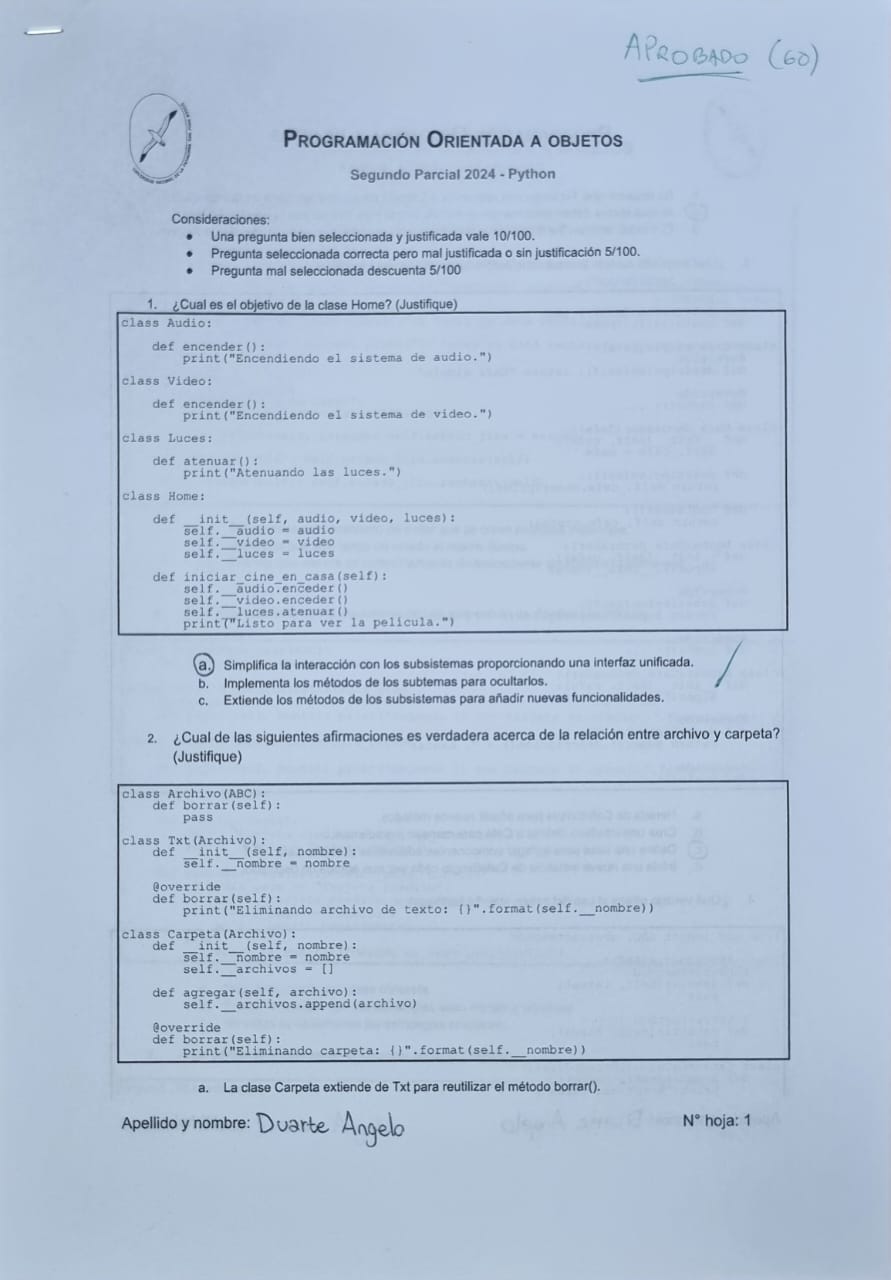 APROBADO (60)
PROGRAMACIÓN ORIENTADA A OBJETOS
Segundo Parcial 2024 - Python
Consideraciones:
● Una pregunta bien seleccionada y justificada vale 10/100.
● Pregunta seleccionada correcta pero mal justificada o sin justificación 5/100.
● Pregunta mal seleccionada descuenta 5/100
1. ¿Cual es el objetivo de la clase Home? (Justifique)
class Audio:
def encender():
print("Encendiendo el sistema de audio.")
class Video:
def encender():
print("Encendiendo el sistema de video.")
class Luces:
def atenuar():
print("Atenuando las luces.")
class Home:
def __init__(self, audio, video, luces):
self.__audio = audio
self.__video = video
self.__luces = luces
def iniciar_cine_en_casa(self):
self.__audio.enceder()
self.__video.enceder()
self.__luces.atenuar()
print("Listo para ver la película.")
a. Simplifica la interacción con los subsistemas proporcionando una interfaz unificada.
b. Implementa los métodos de los subtemas para ocultarlos.
c. Extiende los métodos de los subsistemas para añadir nuevas funcionalidades.
2. ¿Cual de las siguientes afirmaciones es verdadera acerca de la relación entre archivo y carpeta?
(Justifique)
class Archivo(ABC):
def borrar(self):
pass
class Txt(Archivo):
def __init__(self, nombre):
self.__nombre = nombre
@override
def borrar(self):
print("Eliminando archivo de texto: {}".format(self.__nombre))
class Carpeta(Archivo):
def __init__(self, nombre):
self.__nombre = nombre
self.__archivos = []
def agregar(self, archivo):
self.__archivos.append(archivo)
@override
def borrar(self):
print("Eliminando carpeta: {}".format(self.__nombre))
a. La clase Carpeta extiende de Txt para reutilizar el método borrar().
Apellido y nombre: Duarte Angelo N° hoja: 1